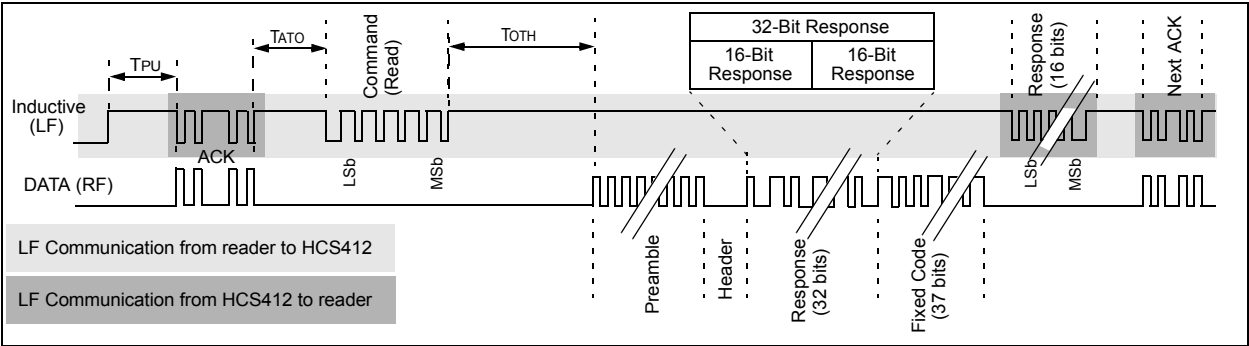 TPU
TATO
Command
(Read)
TOTH
32-Bit Response
16-Bit
Response
16-Bit
Response
Response
(16 bits)
Next ACK
Inductive
(LF)
ACK
LSb
MSb
LSb
MSb
DATA (RF)
Preamble
Header
Response
(32 bits)
Fixed Code
(37 bits)
LF Communication from reader to HCS412
LF Communication from HCS412 to reader